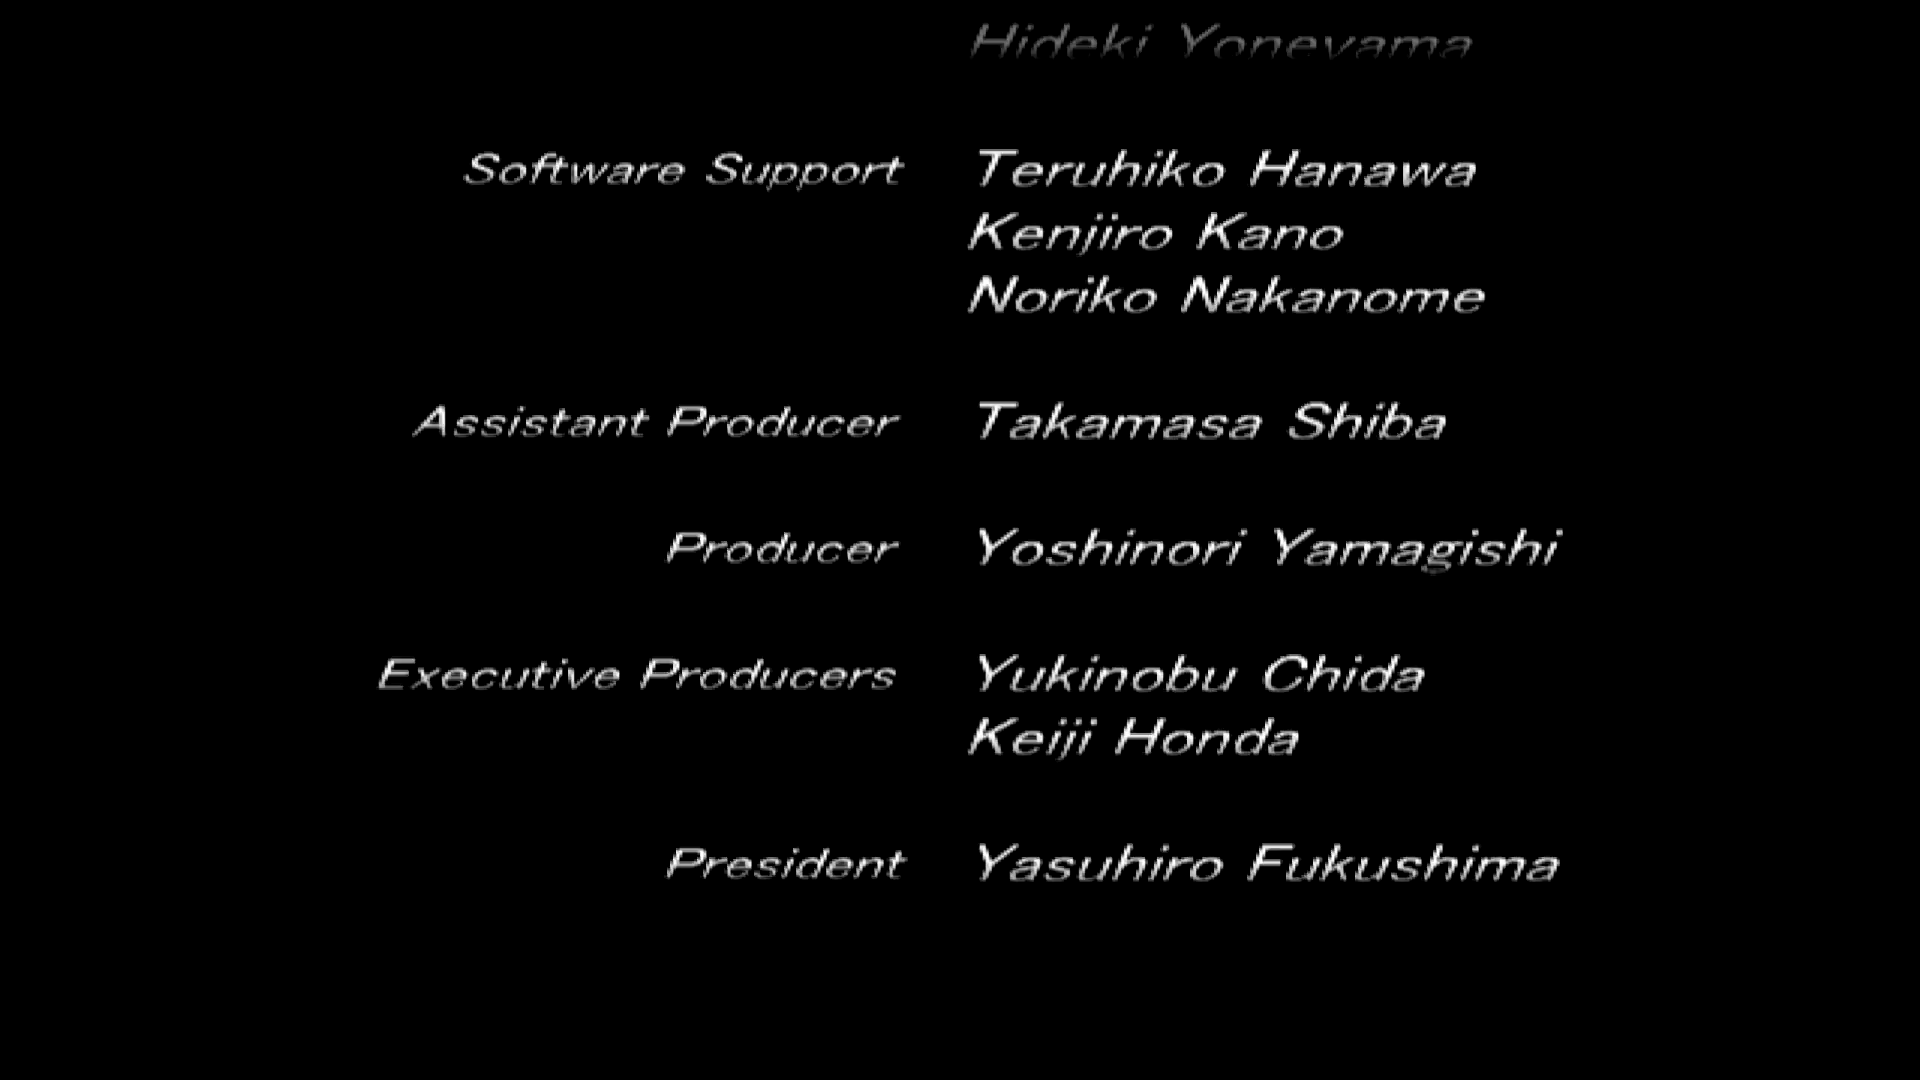 Hideki Yoneyama
Software Support Teruhiko Hanawa
Kenjiro Kano
Noriko Nakanome
Assistant Producer Takamasa Shiba
Producer Yoshinori Yamagishi
Executive Producers Yukinobu Chida
Keiji Honda
President Yasuhiro Fukushima